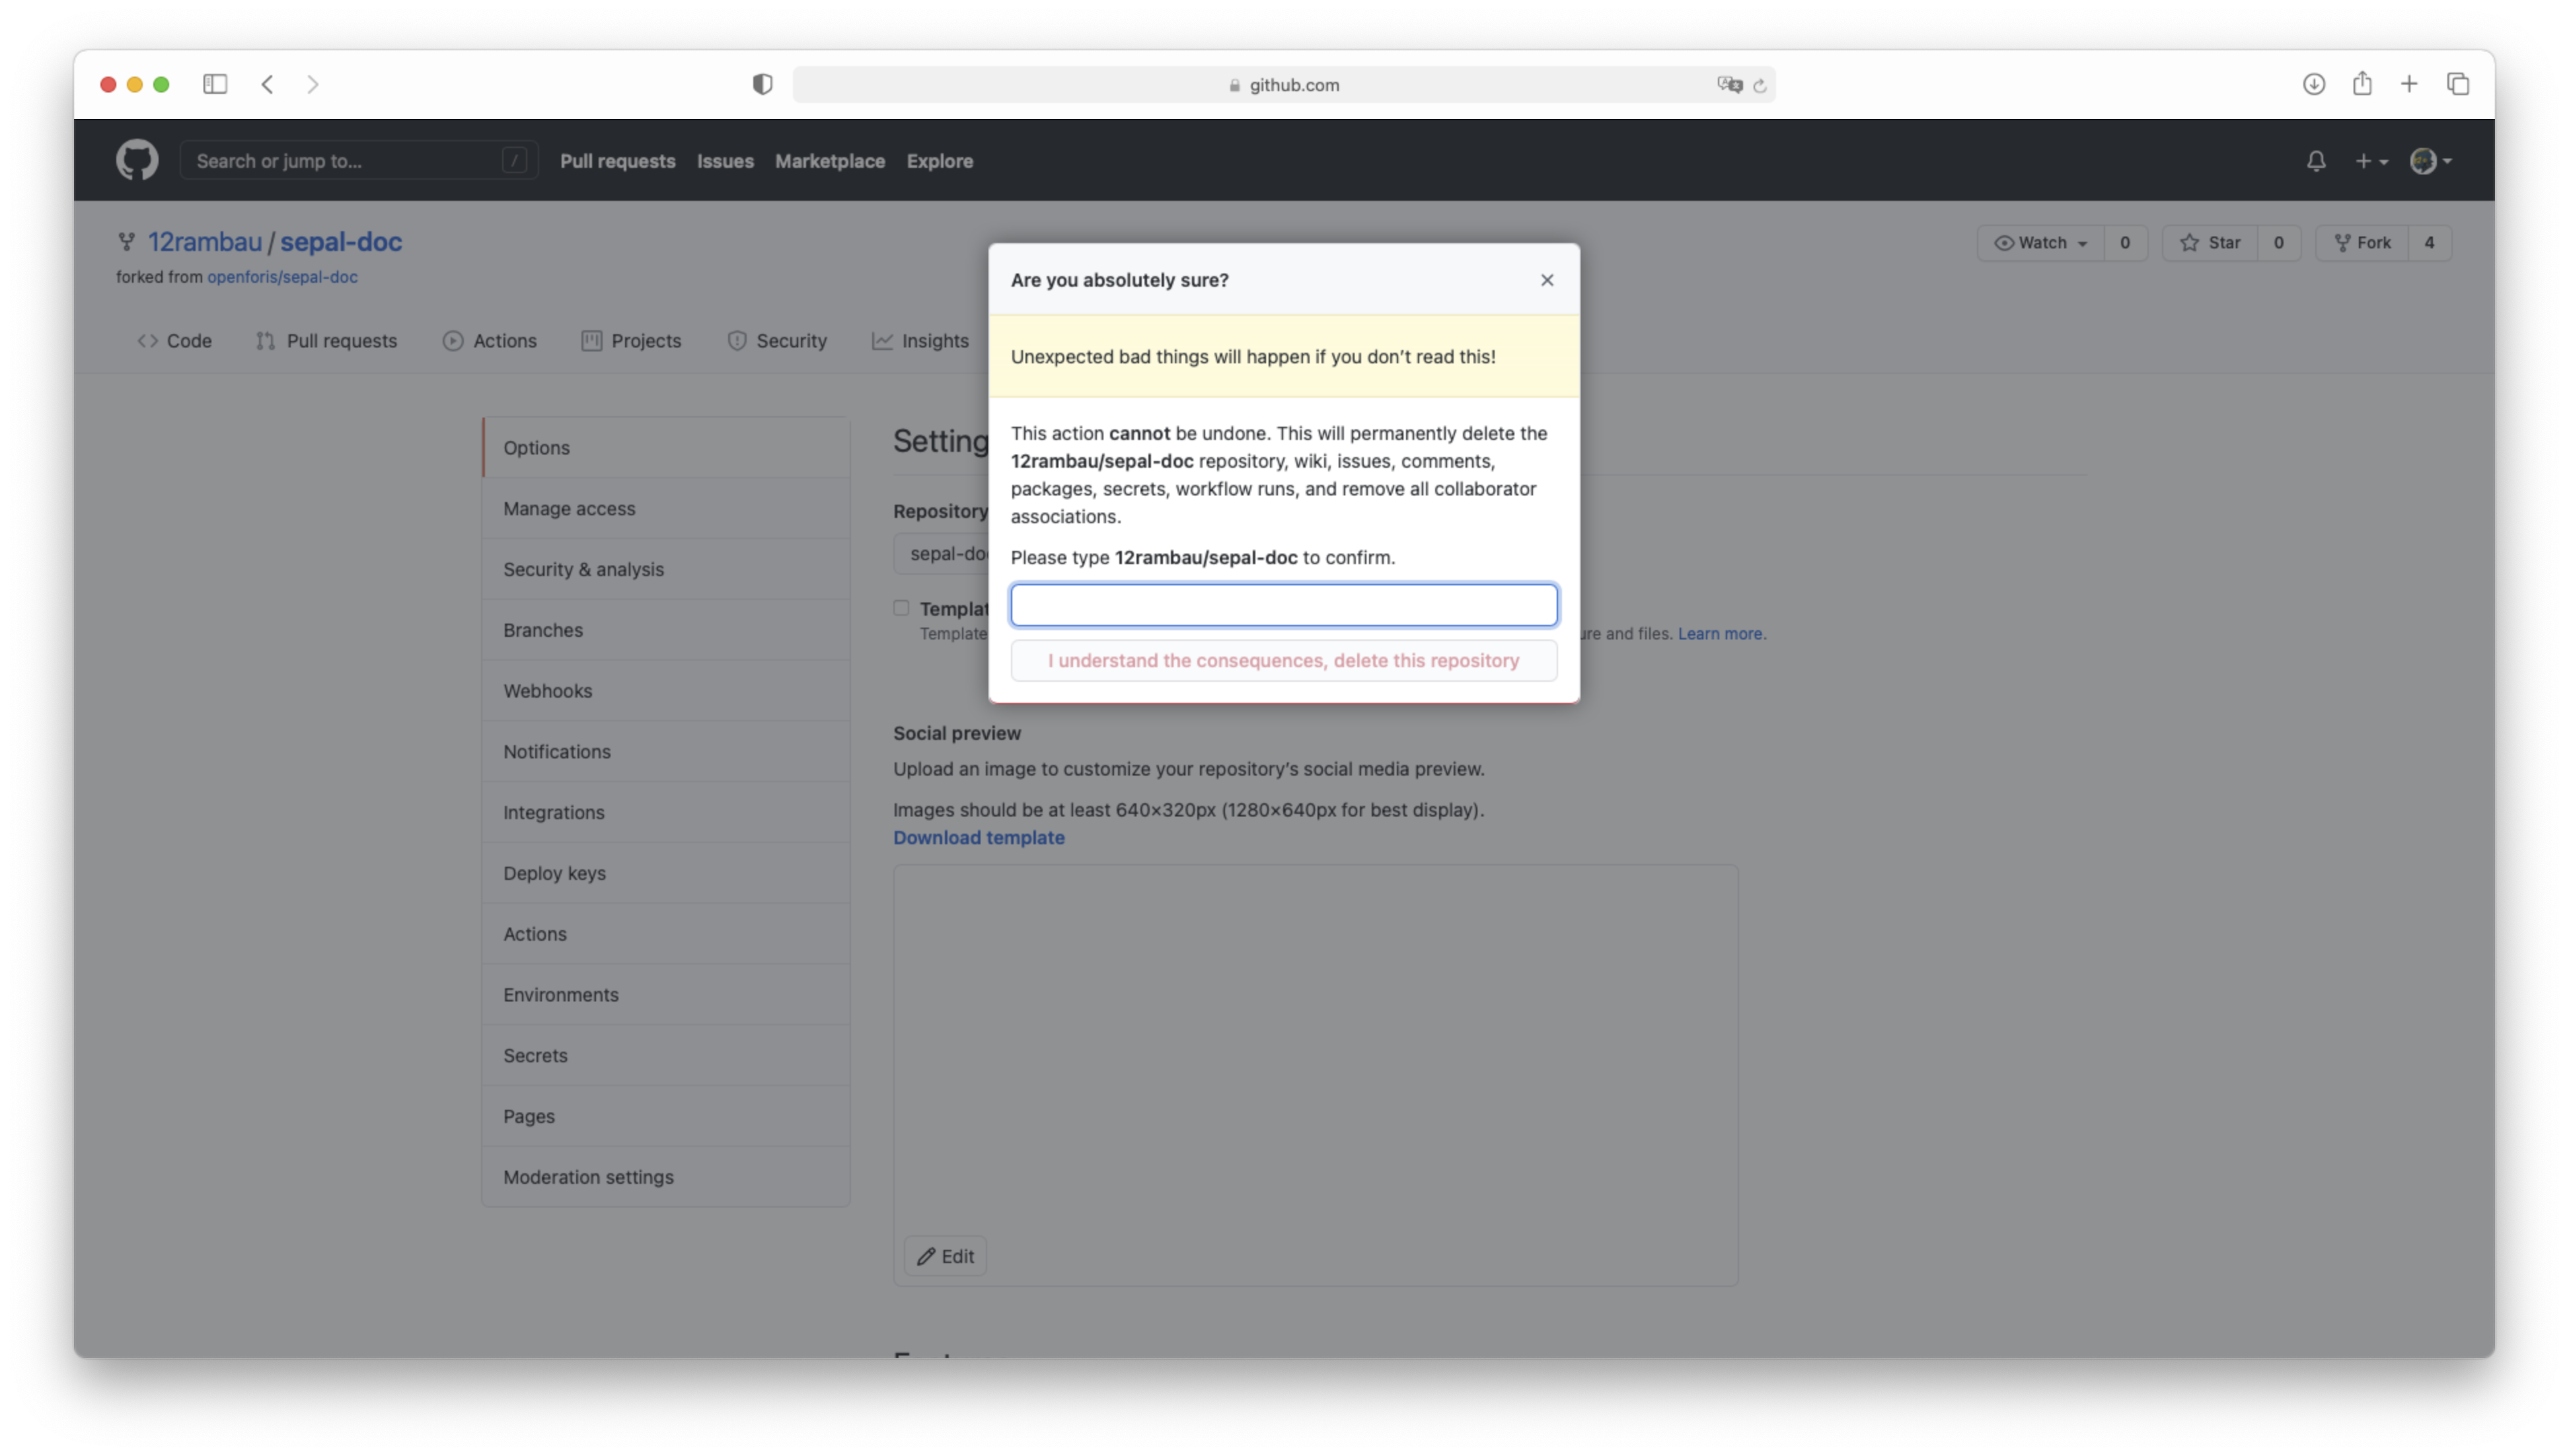 github.com
Search or jump to... /
Pull requests Issues Marketplace Explore
12rambau / sepal-doc
forked from openforis/sepal-doc
Watch 0 Star 0 Fork 4
Code Pull requests Actions Projects Security Insights
Are you absolutely sure?
Unexpected bad things will happen if you don’t read this!
This action cannot be undone. This will permanently delete the
12rambau/sepal-doc repository, wiki, issues, comments,
packages, secrets, workflow runs, and remove all collaborator
associations.
Please type 12rambau/sepal-doc to confirm.
I understand the consequences, delete this repository
Options
Manage access
Security & analysis
Branches
Webhooks
Notifications
Integrations
Deploy keys
Actions
Environments
Secrets
Pages
Moderation settings
Setting
Repository
sepal-do
Templat
Template
ure and files. Learn more.
Social preview
Upload an image to customize your repository’s social media preview.
Images should be at least 640×320px (1280×640px for best display).
Download template
Edit